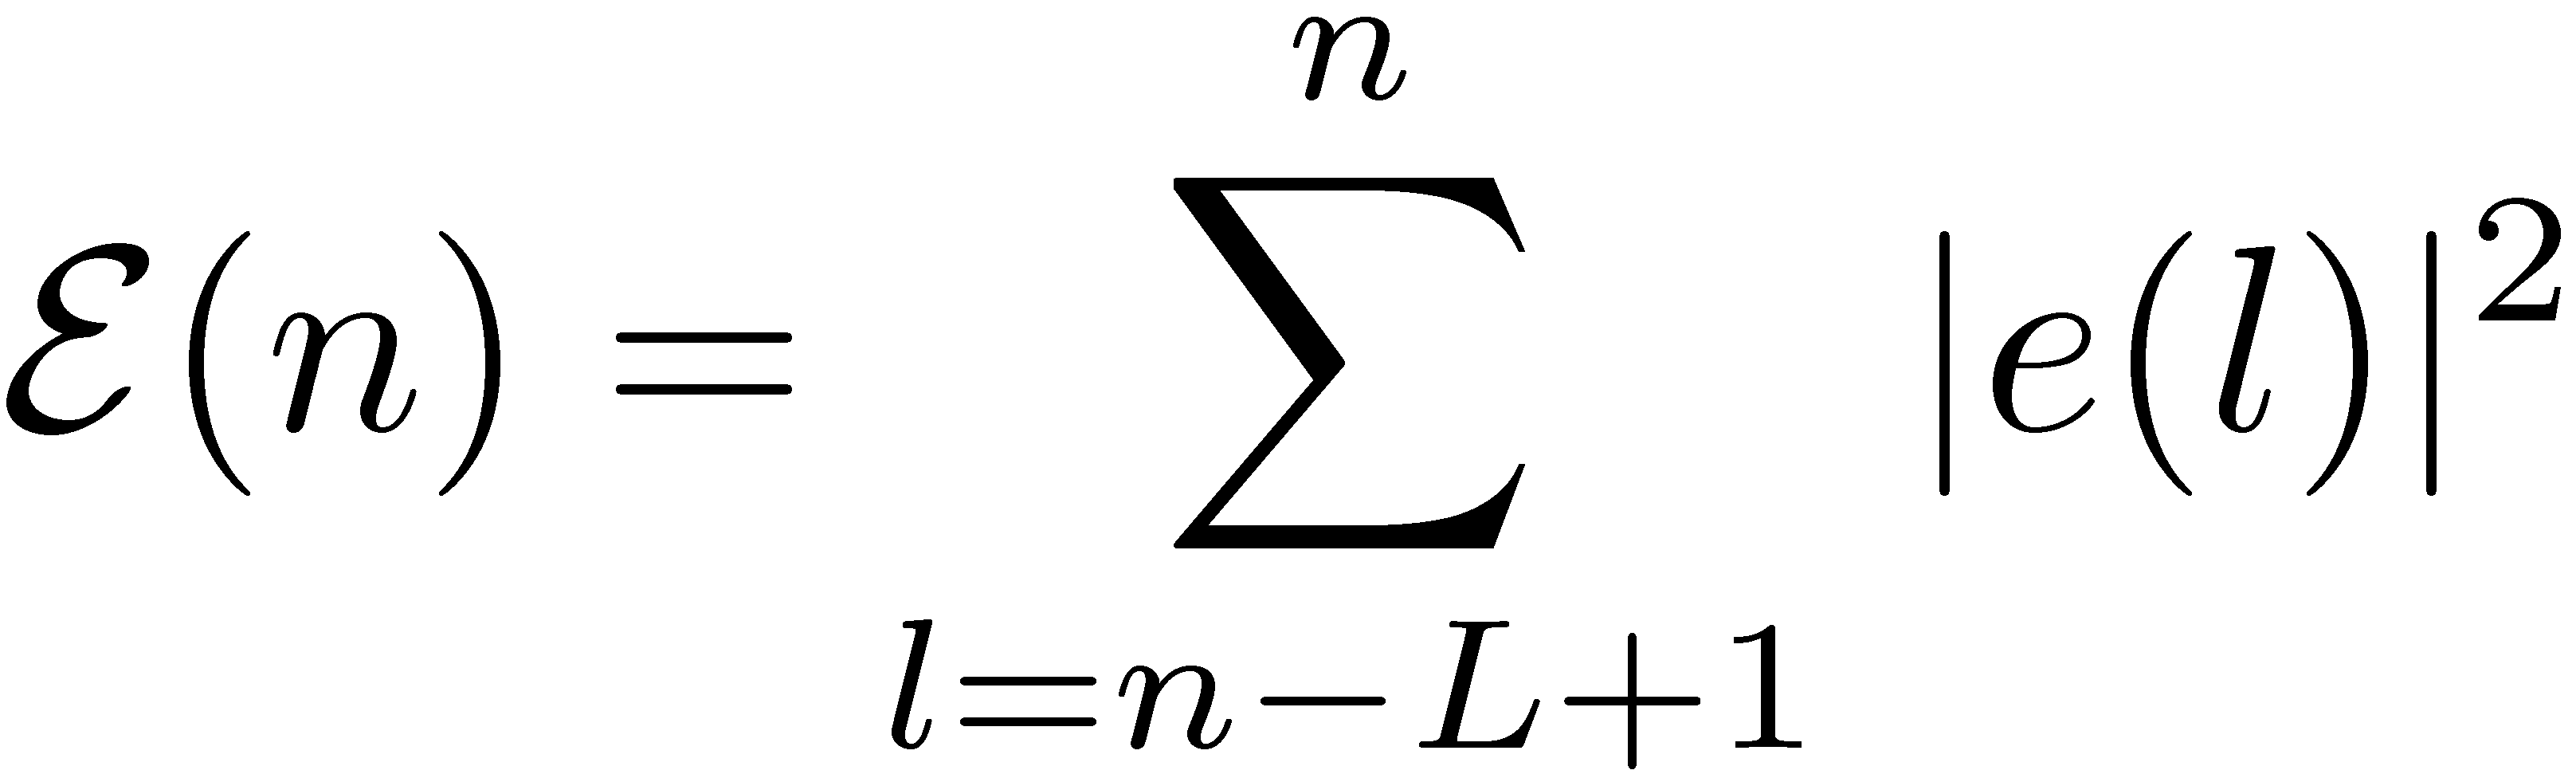 $\mathcal{E}(n) = \sum_{l=n-L+1}^{n} |e(l)|^2$